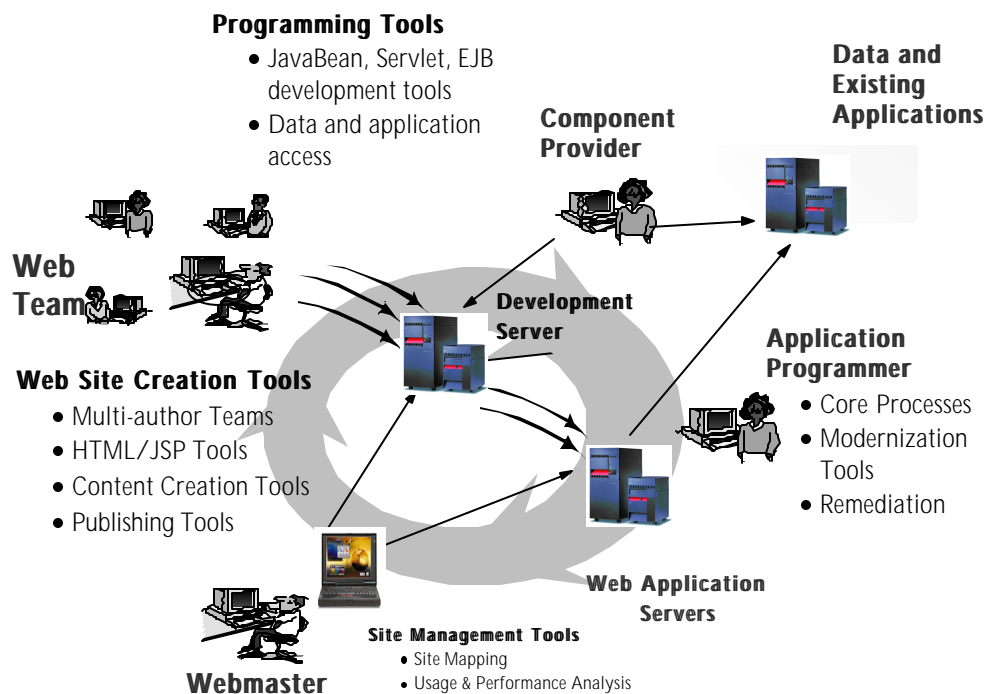 Programming Tools
• JavaBean, Servlet, EJB
development tools
• Data and application
access
Component
Provider
Data and
Existing
Applications
Web
Team
Development
Server
Application
Programmer
• Core Processes
• Modernization
Tools
• Remediation
Web Site Creation Tools
• Multi-author Teams
• HTML/JSP Tools
• Content Creation Tools
• Publishing Tools
Web Application
Servers
Webmaster
Site Management Tools
• Site Mapping
• Usage & Performance Analysis